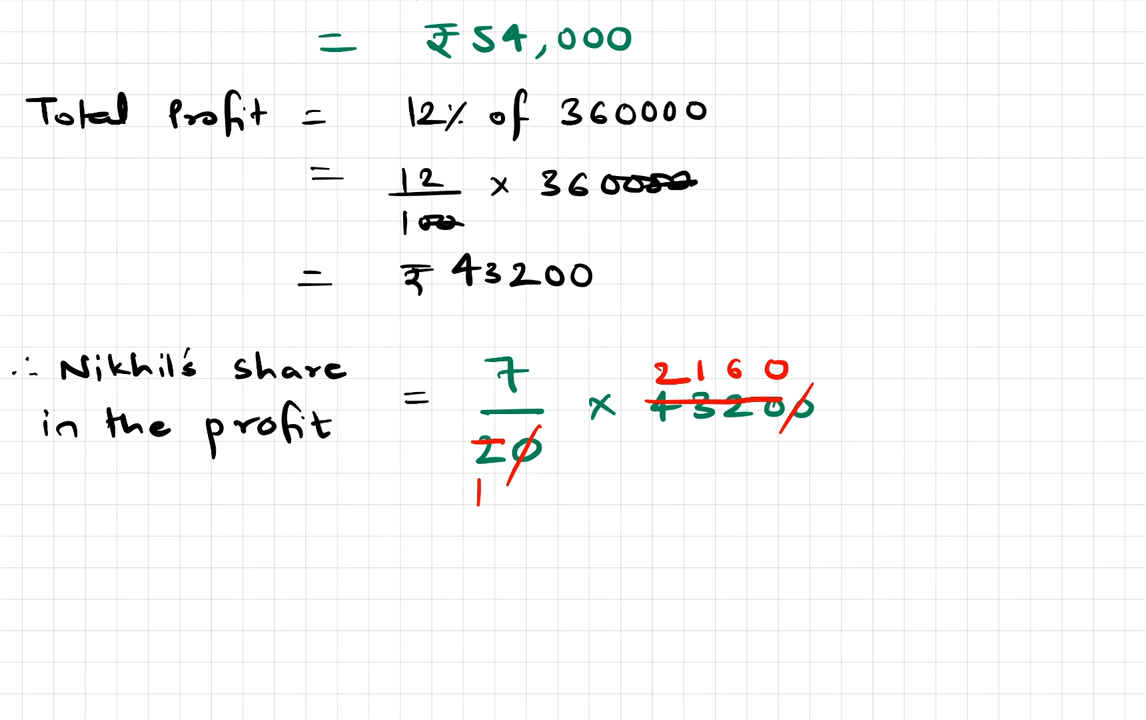 = ₹ 54,000
Total Profit = 12% of 360000
= 12/100 × 360000
= ₹ 43200
∴ Nikhil's share in the profit = 7/20 × 43200
2160
1